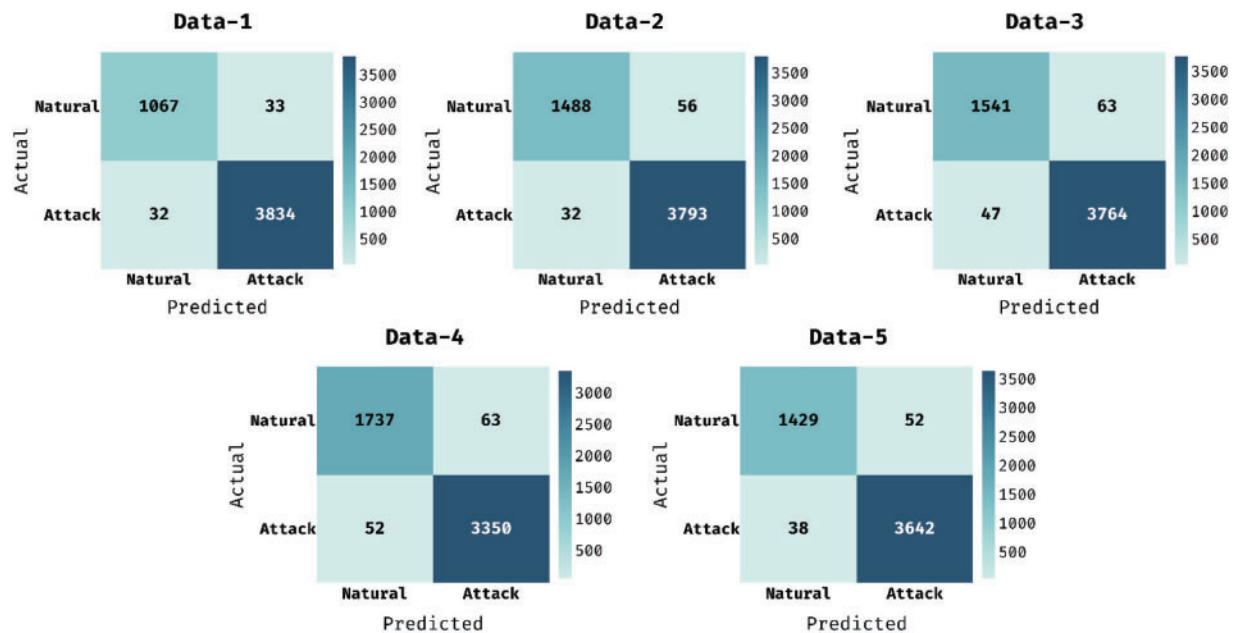 Data-1
Data-2
Data-3
Actual
Natural
1067
33
Attack
32
3834
Natural
Attack
Predicted
3500
3000
2500
2000
1500
1000
500
Actual
Natural
1488
56
Attack
32
3793
Natural
Attack
Predicted
3500
3000
2500
2000
1500
1000
500
Actual
Natural
1541
63
Attack
47
3764
Natural
Attack
Predicted
3500
3000
2500
2000
1500
1000
500
Data-4
Data-5
Actual
Natural
1737
63
Attack
52
3350
Natural
Attack
Predicted
3000
2500
2000
1500
1000
500
Actual
Natural
1429
52
Attack
38
3642
Natural
Attack
Predicted
3500
3000
2500
2000
1500
1000
500